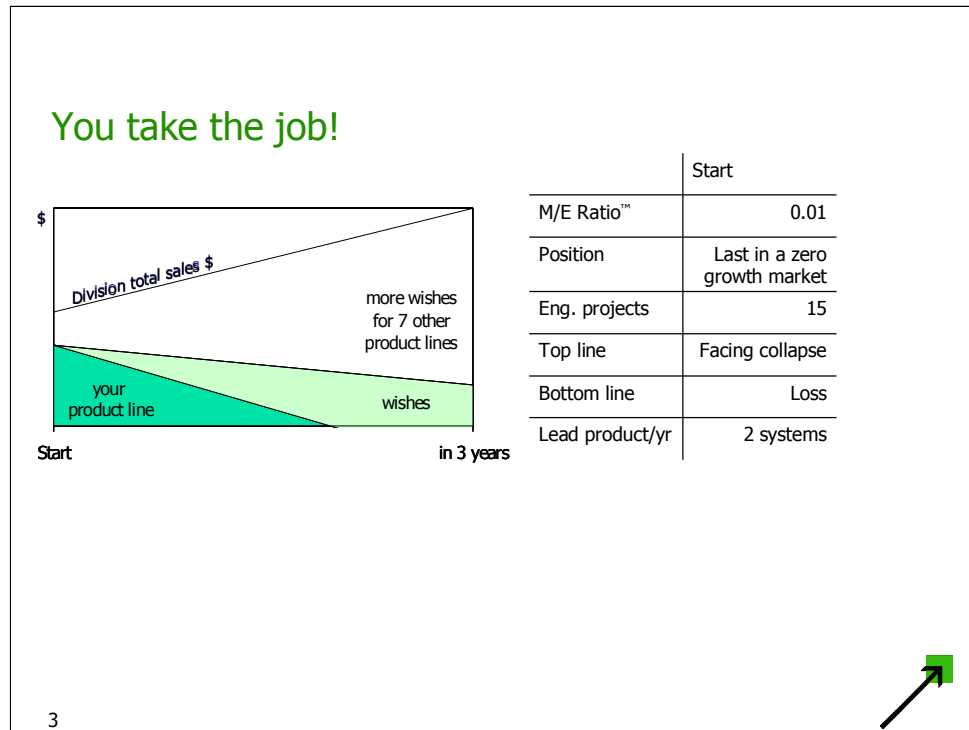 You take the job!
$
Division total sales $
more wishes
for 7 other
product lines
your
product line
wishes
Start
in 3 years
Start
M/E Ratio™ 0.01
Position Last in a zero
growth market
Eng. projects 15
Top line Facing collapse
Bottom line Loss
Lead product/yr 2 systems
3